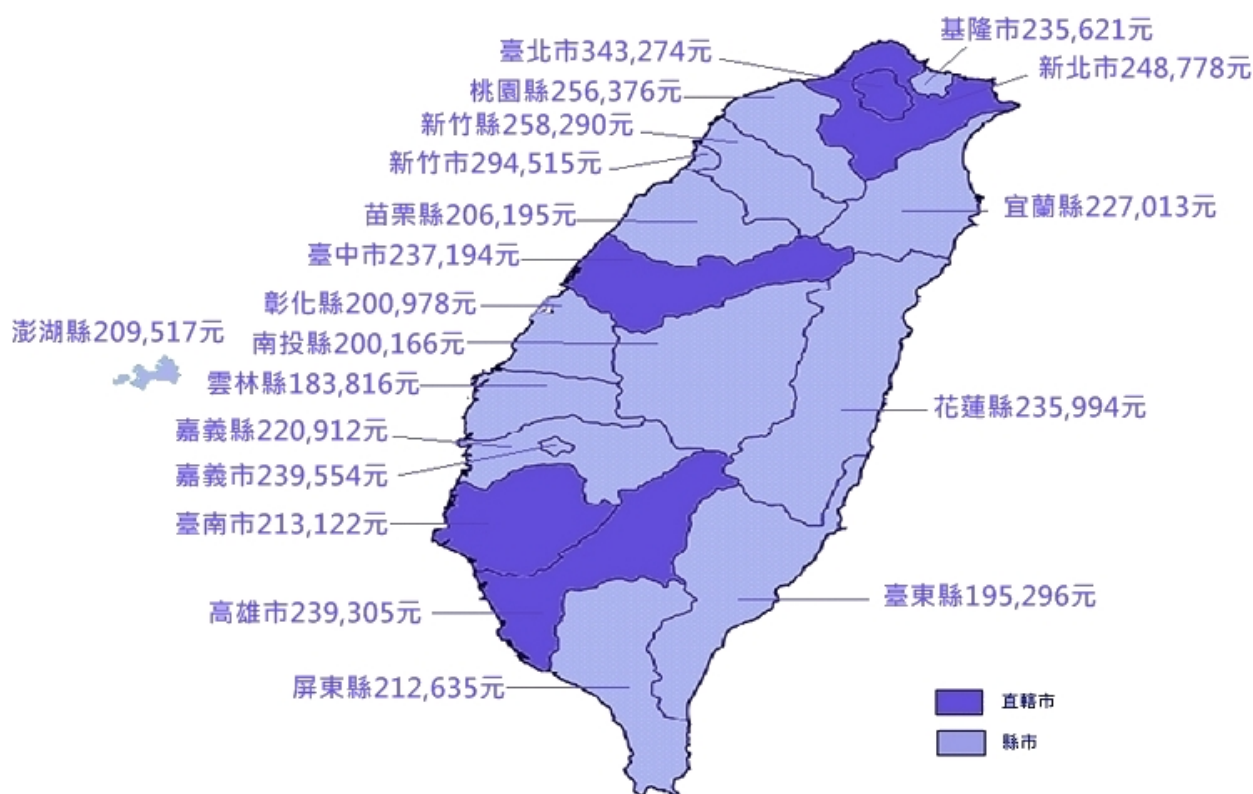 基隆市235,621元
臺北市343,274元
新北市248,778元
桃園縣256,376元
新竹縣258,290元
新竹市294,515元
苗栗縣206,195元
宜蘭縣227,013元
臺中市237,194元
彰化縣200,978元
澎湖縣209,517元
南投縣200,166元
雲林縣183,816元
花蓮縣235,994元
嘉義縣220,912元
嘉義市239,554元
臺南市213,122元
臺東縣195,296元
高雄市239,305元
屏東縣212,635元
直轄市
縣市